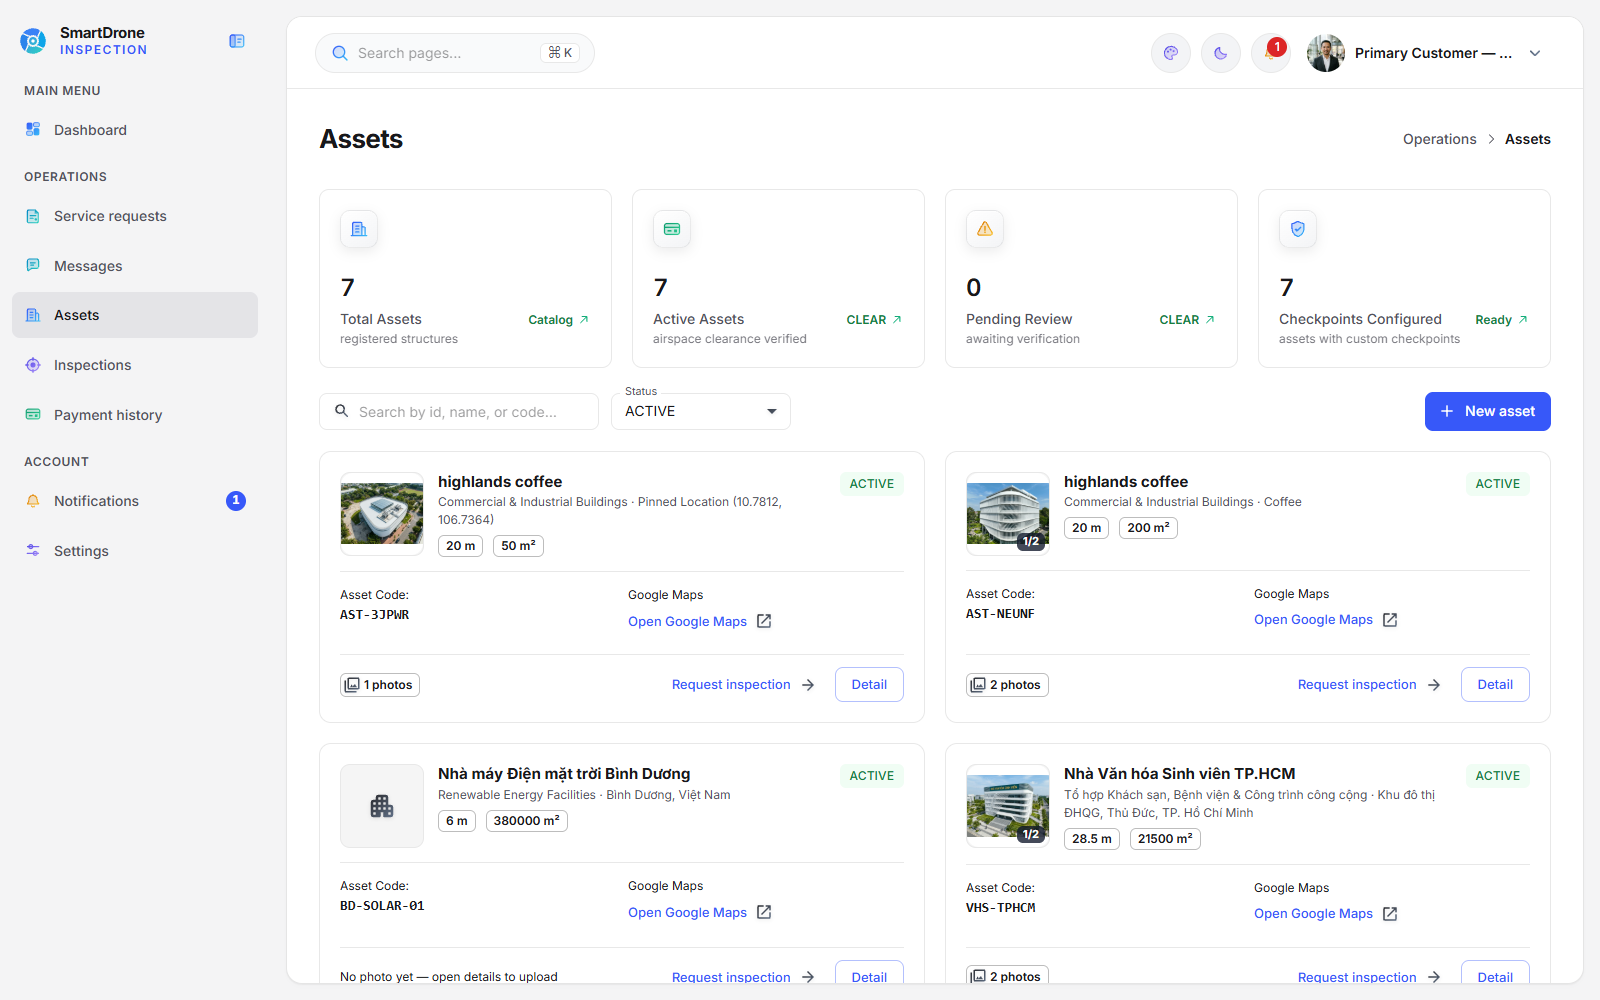 SmartDrone
INSPECTION
MAIN MENU
Dashboard
OPERATIONS
Service requests
Messages
Assets
Inspections
Payment history
ACCOUNT
Notifications
1
Settings
Search pages...
⌘ K
1
Primary Customer — ...
Assets
Operations > Assets
7
Total Assets
Catalog ↗
registered structures
7
Active Assets
CLEAR ↗
airspace clearance verified
0
Pending Review
CLEAR ↗
awaiting verification
7
Checkpoints Configured
Ready ↗
assets with custom checkpoints
Search by id, name, or code...
Status
ACTIVE
+ New asset
highlands coffee
ACTIVE
Commercial & Industrial Buildings · Pinned Location (10.7812,
106.7364)
20 m
50 m²
Asset Code:
AST-3JPWR
Google Maps
Open Google Maps
1 photos
Request inspection →
Detail
highlands coffee
ACTIVE
Commercial & Industrial Buildings · Coffee
20 m
200 m²
1/2
Asset Code:
AST-NEUNF
Google Maps
Open Google Maps
2 photos
Request inspection →
Detail
Nhà máy Điện mặt trời Bình Dương
ACTIVE
Renewable Energy Facilities · Bình Dương, Việt Nam
6 m
380000 m²
Asset Code:
BD-SOLAR-01
Google Maps
Open Google Maps
No photo yet — open details to upload
Request inspection →
Detail
Nhà Văn hóa Sinh viên TP.HCM
ACTIVE
Tổ hợp Khách sạn, Bệnh viện & Công trình công cộng · Khu đô thị
ĐHQG, Thủ Đức, TP. Hồ Chí Minh
28.5 m
21500 m²
1/2
Asset Code:
VHS-TPHCM
Google Maps
Open Google Maps
2 photos
Request inspection →
Detail